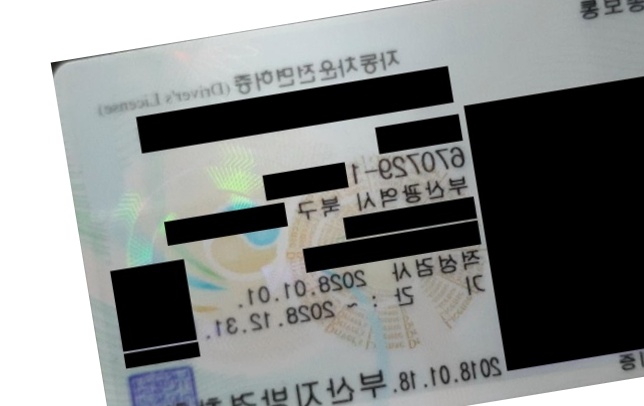 자동차운전면허증 (Driver's License)
670729-1
부산광역시 북구
적성검사 2028.01.01.
기 간 : ~ 2028.12.31.
2018.01.18. 부산지방경찰